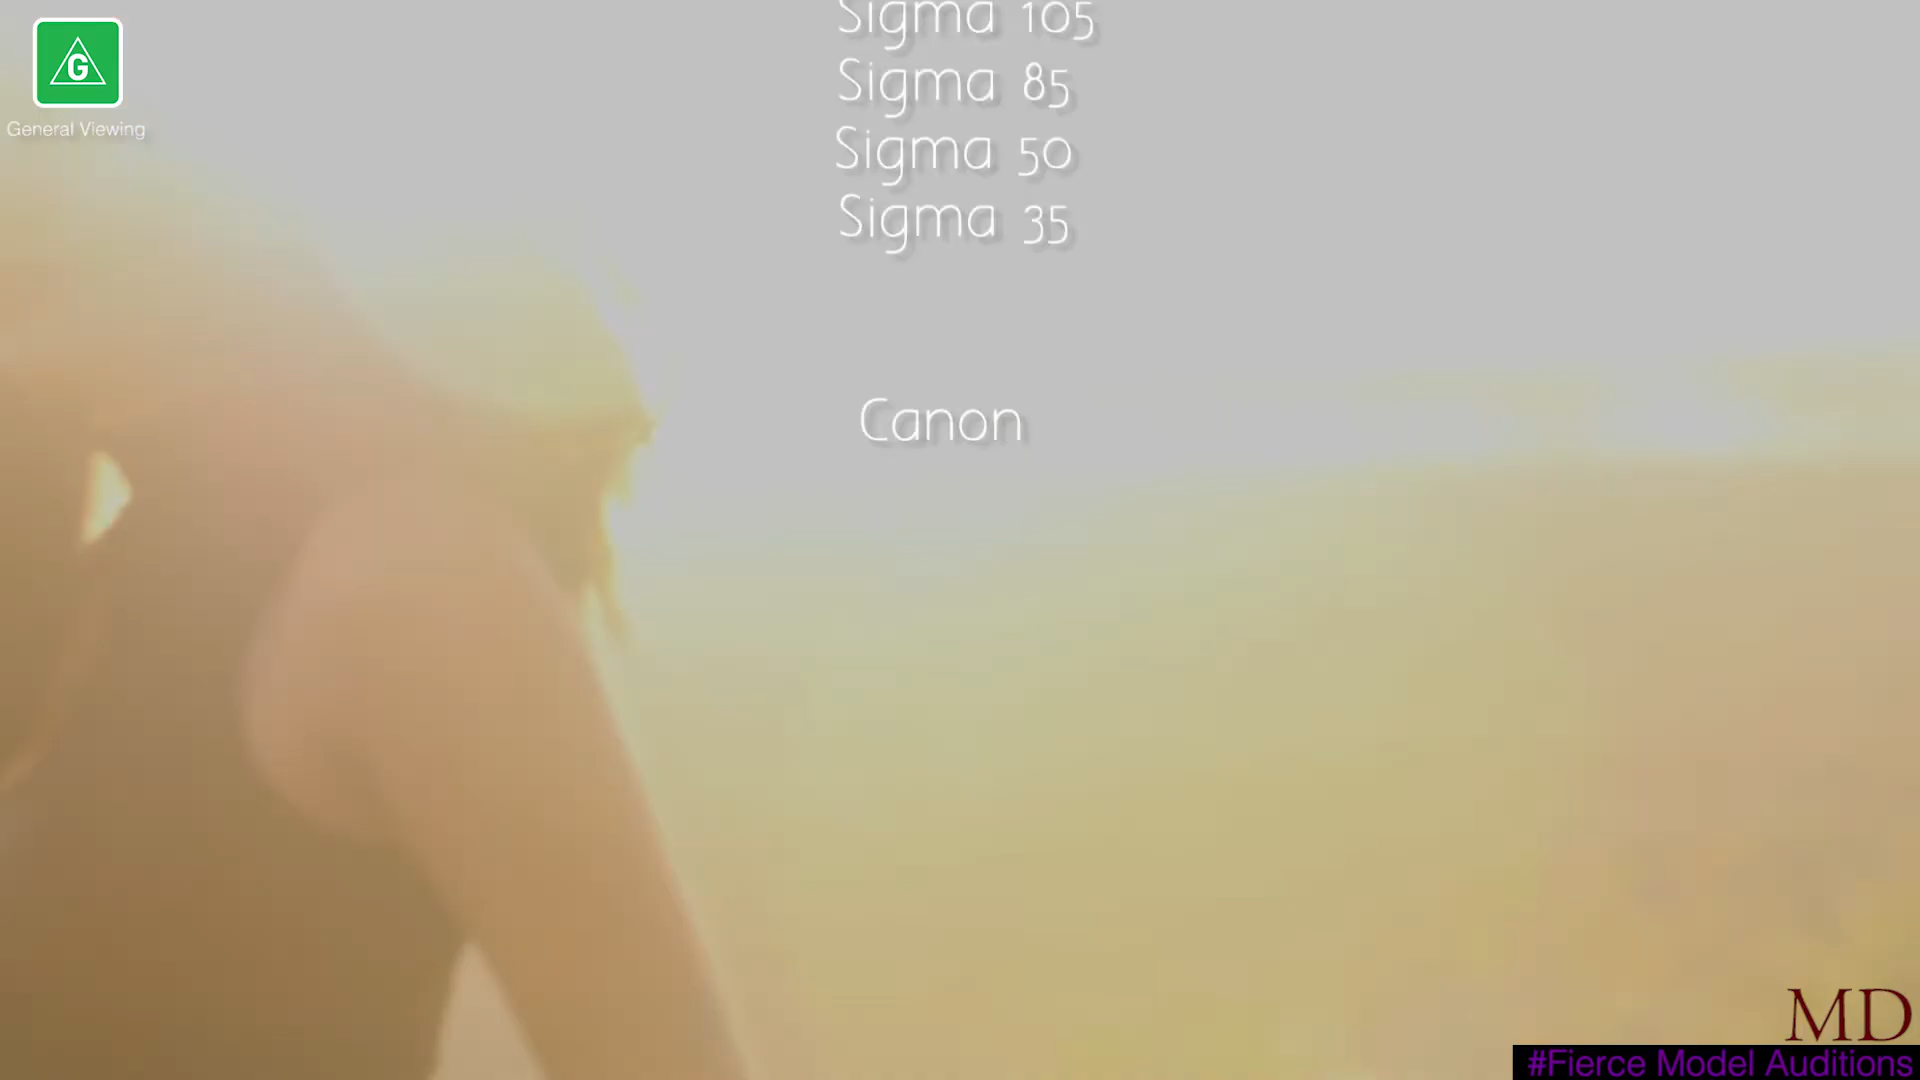 Sigma 105
G
Sigma 85
General Viewing
Sigma 50
Sigma 35
Canon
MD
#Fierce Model Auditions